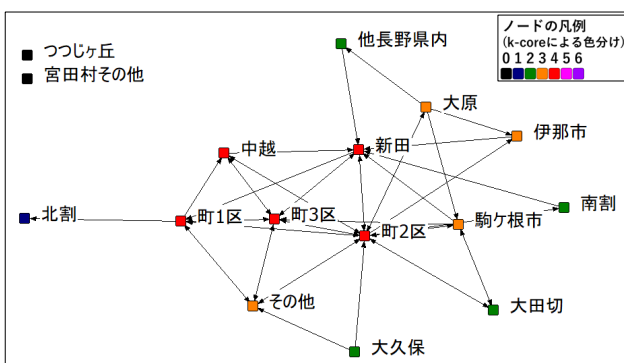 つつじヶ丘
宮田村その他
他長野県内
ノードの凡例
(k-coreによる色分け)
0 1 2 3 4 5 6
大原
伊那市
中越
新田
北割
町1区
町3区
町2区
駒ケ根市
南割
その他
大田切
大久保